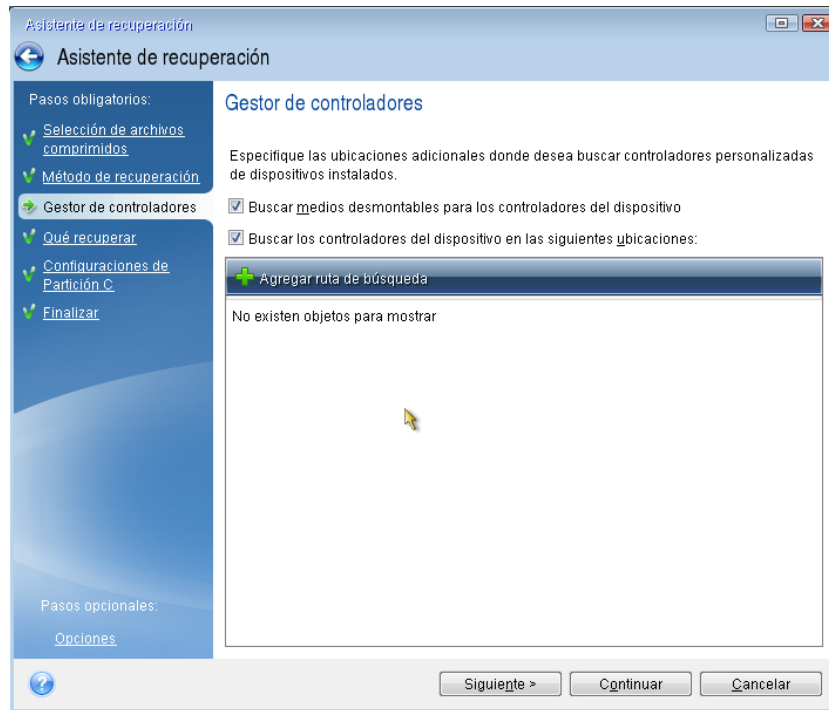 Asistente de recuperación
Asistente de recuperación
Pasos obligatorios:
Selección de archivos
comprimidos
Método de recuperación
Gestor de controladores
Qué recuperar
Configuraciones de
Partición C
Finalizar
Pasos opcionales:
Opciones
Gestor de controladores
Especifique las ubicaciones adicionales donde desea buscar controladores personalizadas
de dispositivos instalados.
Buscar medios desmontables para los controladores del dispositivo
Buscar los controladores del dispositivo en las siguientes ubicaciones:
Agregar ruta de búsqueda
No existen objetos para mostrar
Siguiente >
Continuar
Cancelar